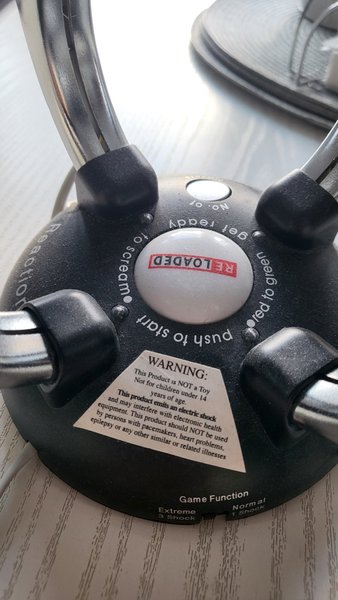 Reaction
No. of
get ready
to scream
red to green
push to start
RELOADED
WARNING:
This Product is NOT a Toy
Not for children under 14
years of age.
This product emits an electric shock
and may interfere with electronic health
equipment. This product should NOT be used
by persons with pacemakers, heart problems,
epilepsy or any other similar or related illnesses
Game Function
Extreme
3 Shock
Normal
1 Shock